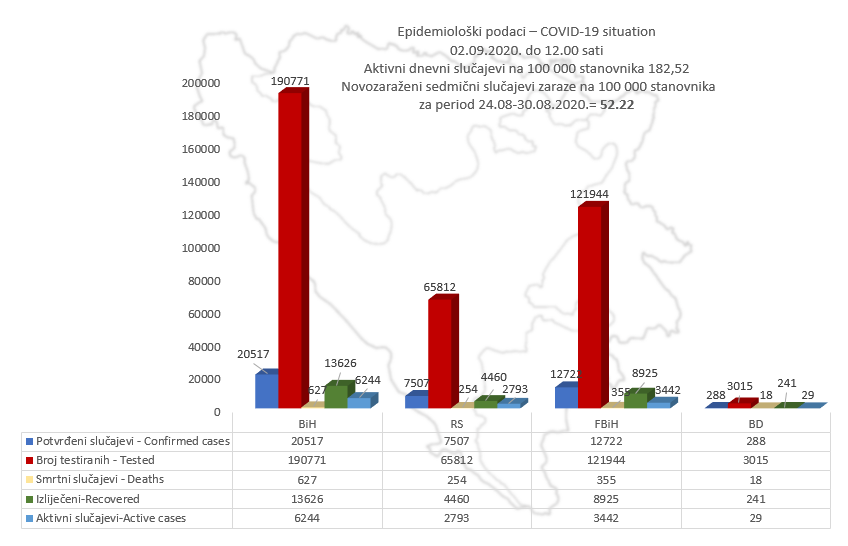 Epidemiološki podaci – COVID-19 situation
02.09.2020. do 12.00 sati
Aktivni dnevni slučajevi na 100 000 stanovnika 182,52
Novozaraženi sedmični slučajevi zaraze na 100 000 stanovnika
za period 24.08-30.08.2020.= 52.22
200000
180000
160000
140000
120000
100000
80000
60000
40000
20000
0
20517
190771
627
13626
6244
7507
65812
254
4460
2793
12722
121944
355
8925
3442
288
3015
18
241
29
BiH RS FBiH BD
Potvrđeni slučajevi - Confirmed cases 20517 7507 12722 288
Broj testiranih - Tested 190771 65812 121944 3015
Smrtni slučajevi - Deaths 627 254 355 18
Izliječeni-Recovered 13626 4460 8925 241
Aktivni slučajevi-Active cases 6244 2793 3442 29